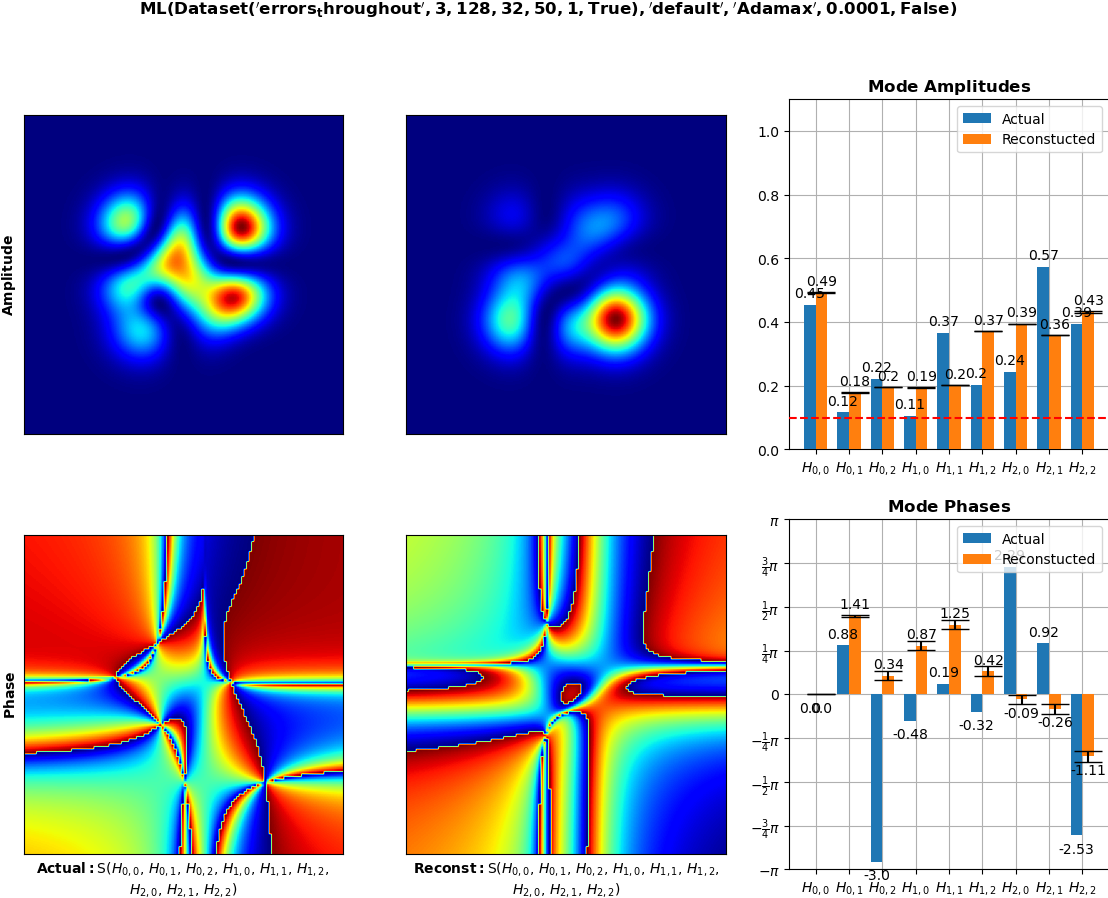 ML(Dataset('errors_throughout', 3, 128, 32, 50, 1, True), 'default', 'Adamax', 0.0001, False)
Mode Amplitudes
Actual
Reconstucted
1.0
0.8
0.6
0.4
0.2
0.0
0.45
0.49
0.12
0.18
0.22
0.2
0.11
0.19
0.37
0.2
0.2
0.37
0.24
0.39
0.57
0.36
0.39
0.43
H0,0 H0,1 H0,2 H1,0 H1,1 H1,2 H2,0 H2,1 H2,2
Amplitude
Mode Phases
Actual
Reconstucted
π
3/4π
1/2π
1/4π
0
−1/4π
−1/2π
−3/4π
−π
0.0
0.0
0.88
1.41
-3.0
0.34
-0.48
0.87
0.19
1.25
-0.32
0.42
-0.09
0.92
-0.26
-2.53
-1.11
H0,0 H0,1 H0,2 H1,0 H1,1 H1,2 H2,0 H2,1 H2,2
Phase
Actual: S(H0,0, H0,1, H0,2, H1,0, H1,1, H1,2,
H2,0, H2,1, H2,2)
Reconst: S(H0,0, H0,1, H0,2, H1,0, H1,1, H1,2,
H2,0, H2,1, H2,2)